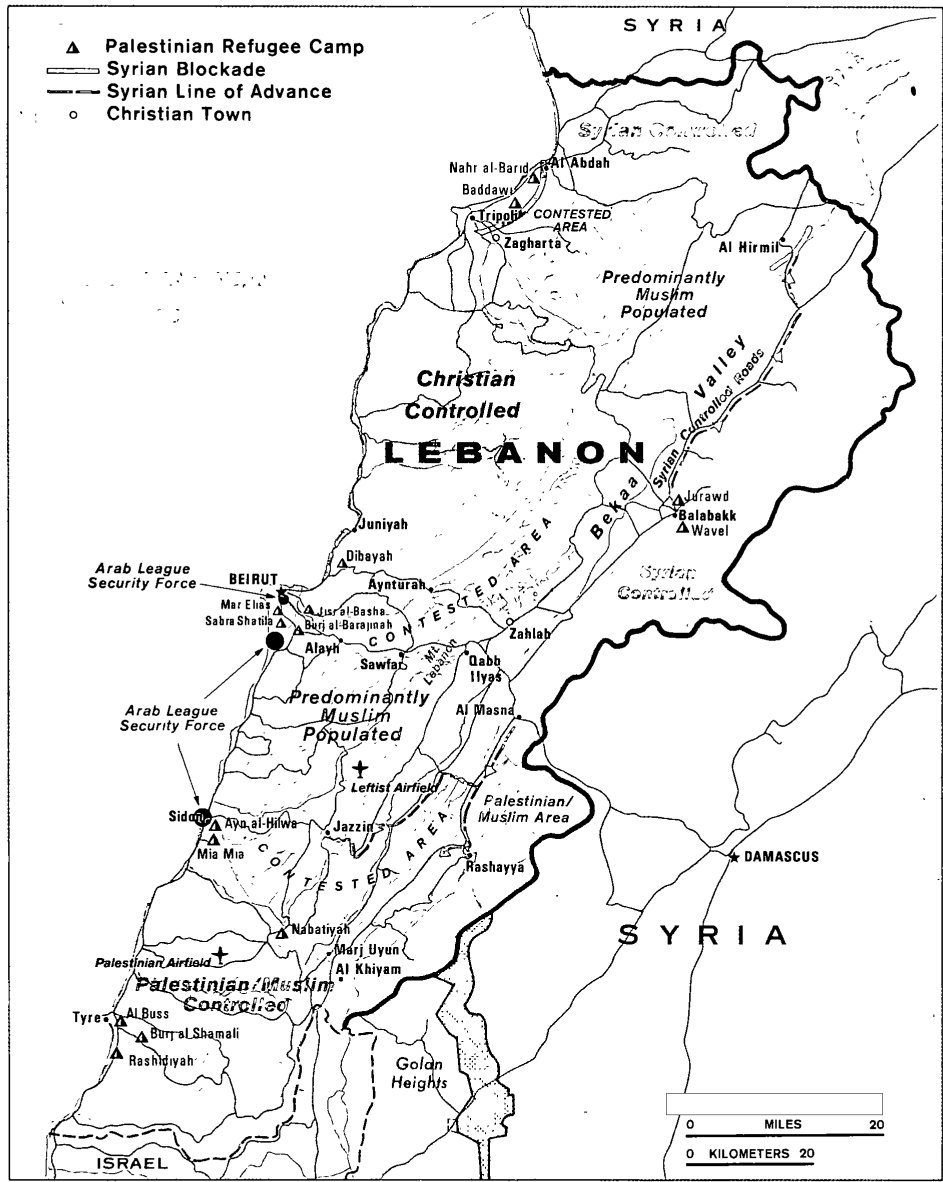 SYRIA
Palestinian Refugee Camp
Syrian Blockade
Syrian Line of Advance
Christian Town
Syrian Controlled
Nahr al-Barid
Al Abdah
Baddawi
Tripoli
CONTESTED
AREA
Zagharta
Al Hirmil
Predominantly
Muslim
Populated
Valley
Syrian Controlled Roads
Christian
Controlled
LEBANON
Bekaa
Jurawd
Balabakk
Wavel
Juniyah
Dibayah
CONTESTED AREA
Arab League
Security Force
BEIRUT
Aynturah
Syrian
Controlled
Mar Elias
Jisr al-Basha
Sabra Shatila
Burj al-Barajinah
Zahlab
Alayh
Sawfar
Mt.
Lebanon
Qabb
Ilyas
Predominantly
Muslim
Populated
Arab League
Security Force
Al Masna
Leftist Airfield
Palestinian/
Muslim Area
Sidon
Ayn al-Hilwa
Jazzin
Mia Mia
CONTESTED AREA
Rashayya
DAMASCUS
Nabatiyah
SYRIA
Marj Uyun
Palestinian Airfield
Al Khiyam
Palestinian/Muslim
Controlled
Tyre
Al Buss
Burj al Shamali
Rashidiyah
Golan
Heights
0 MILES 20
0 KILOMETERS 20
ISRAEL